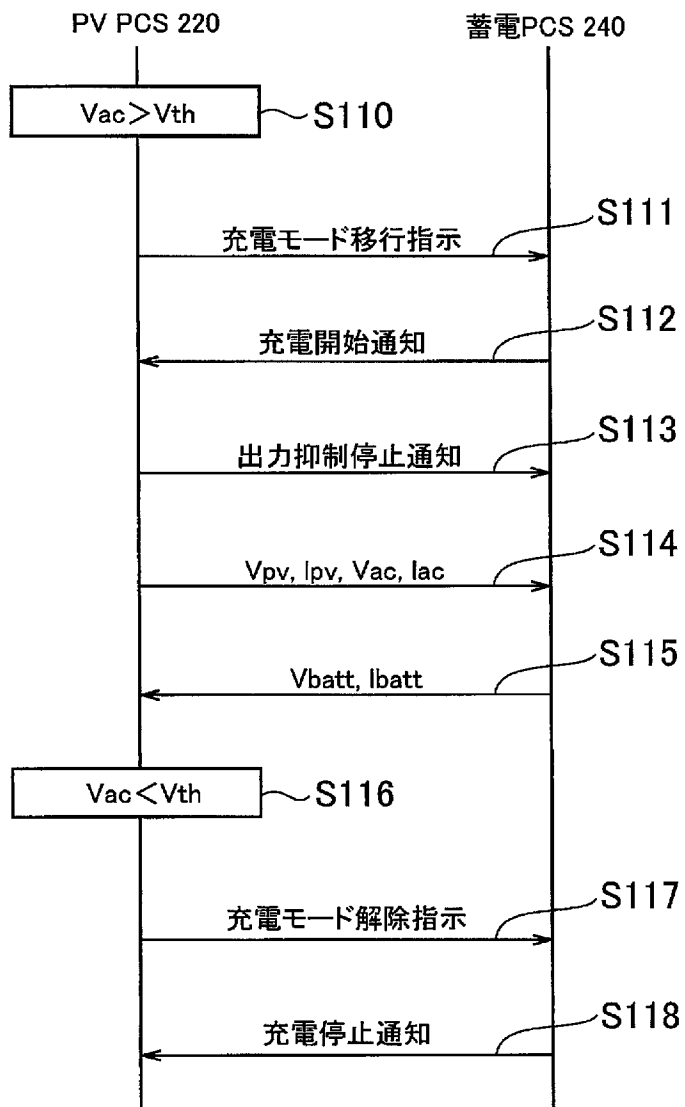 PV PCS 220
蓄電PCS 240
Vac＞Vth
S110
S111
充電モード移行指示
S112
充電開始通知
S113
出力抑制停止通知
S114
Vpv, Ipv, Vac, Iac
S115
Vbatt, Ibatt
Vac＜Vth
S116
S117
充電モード解除指示
S118
充電停止通知